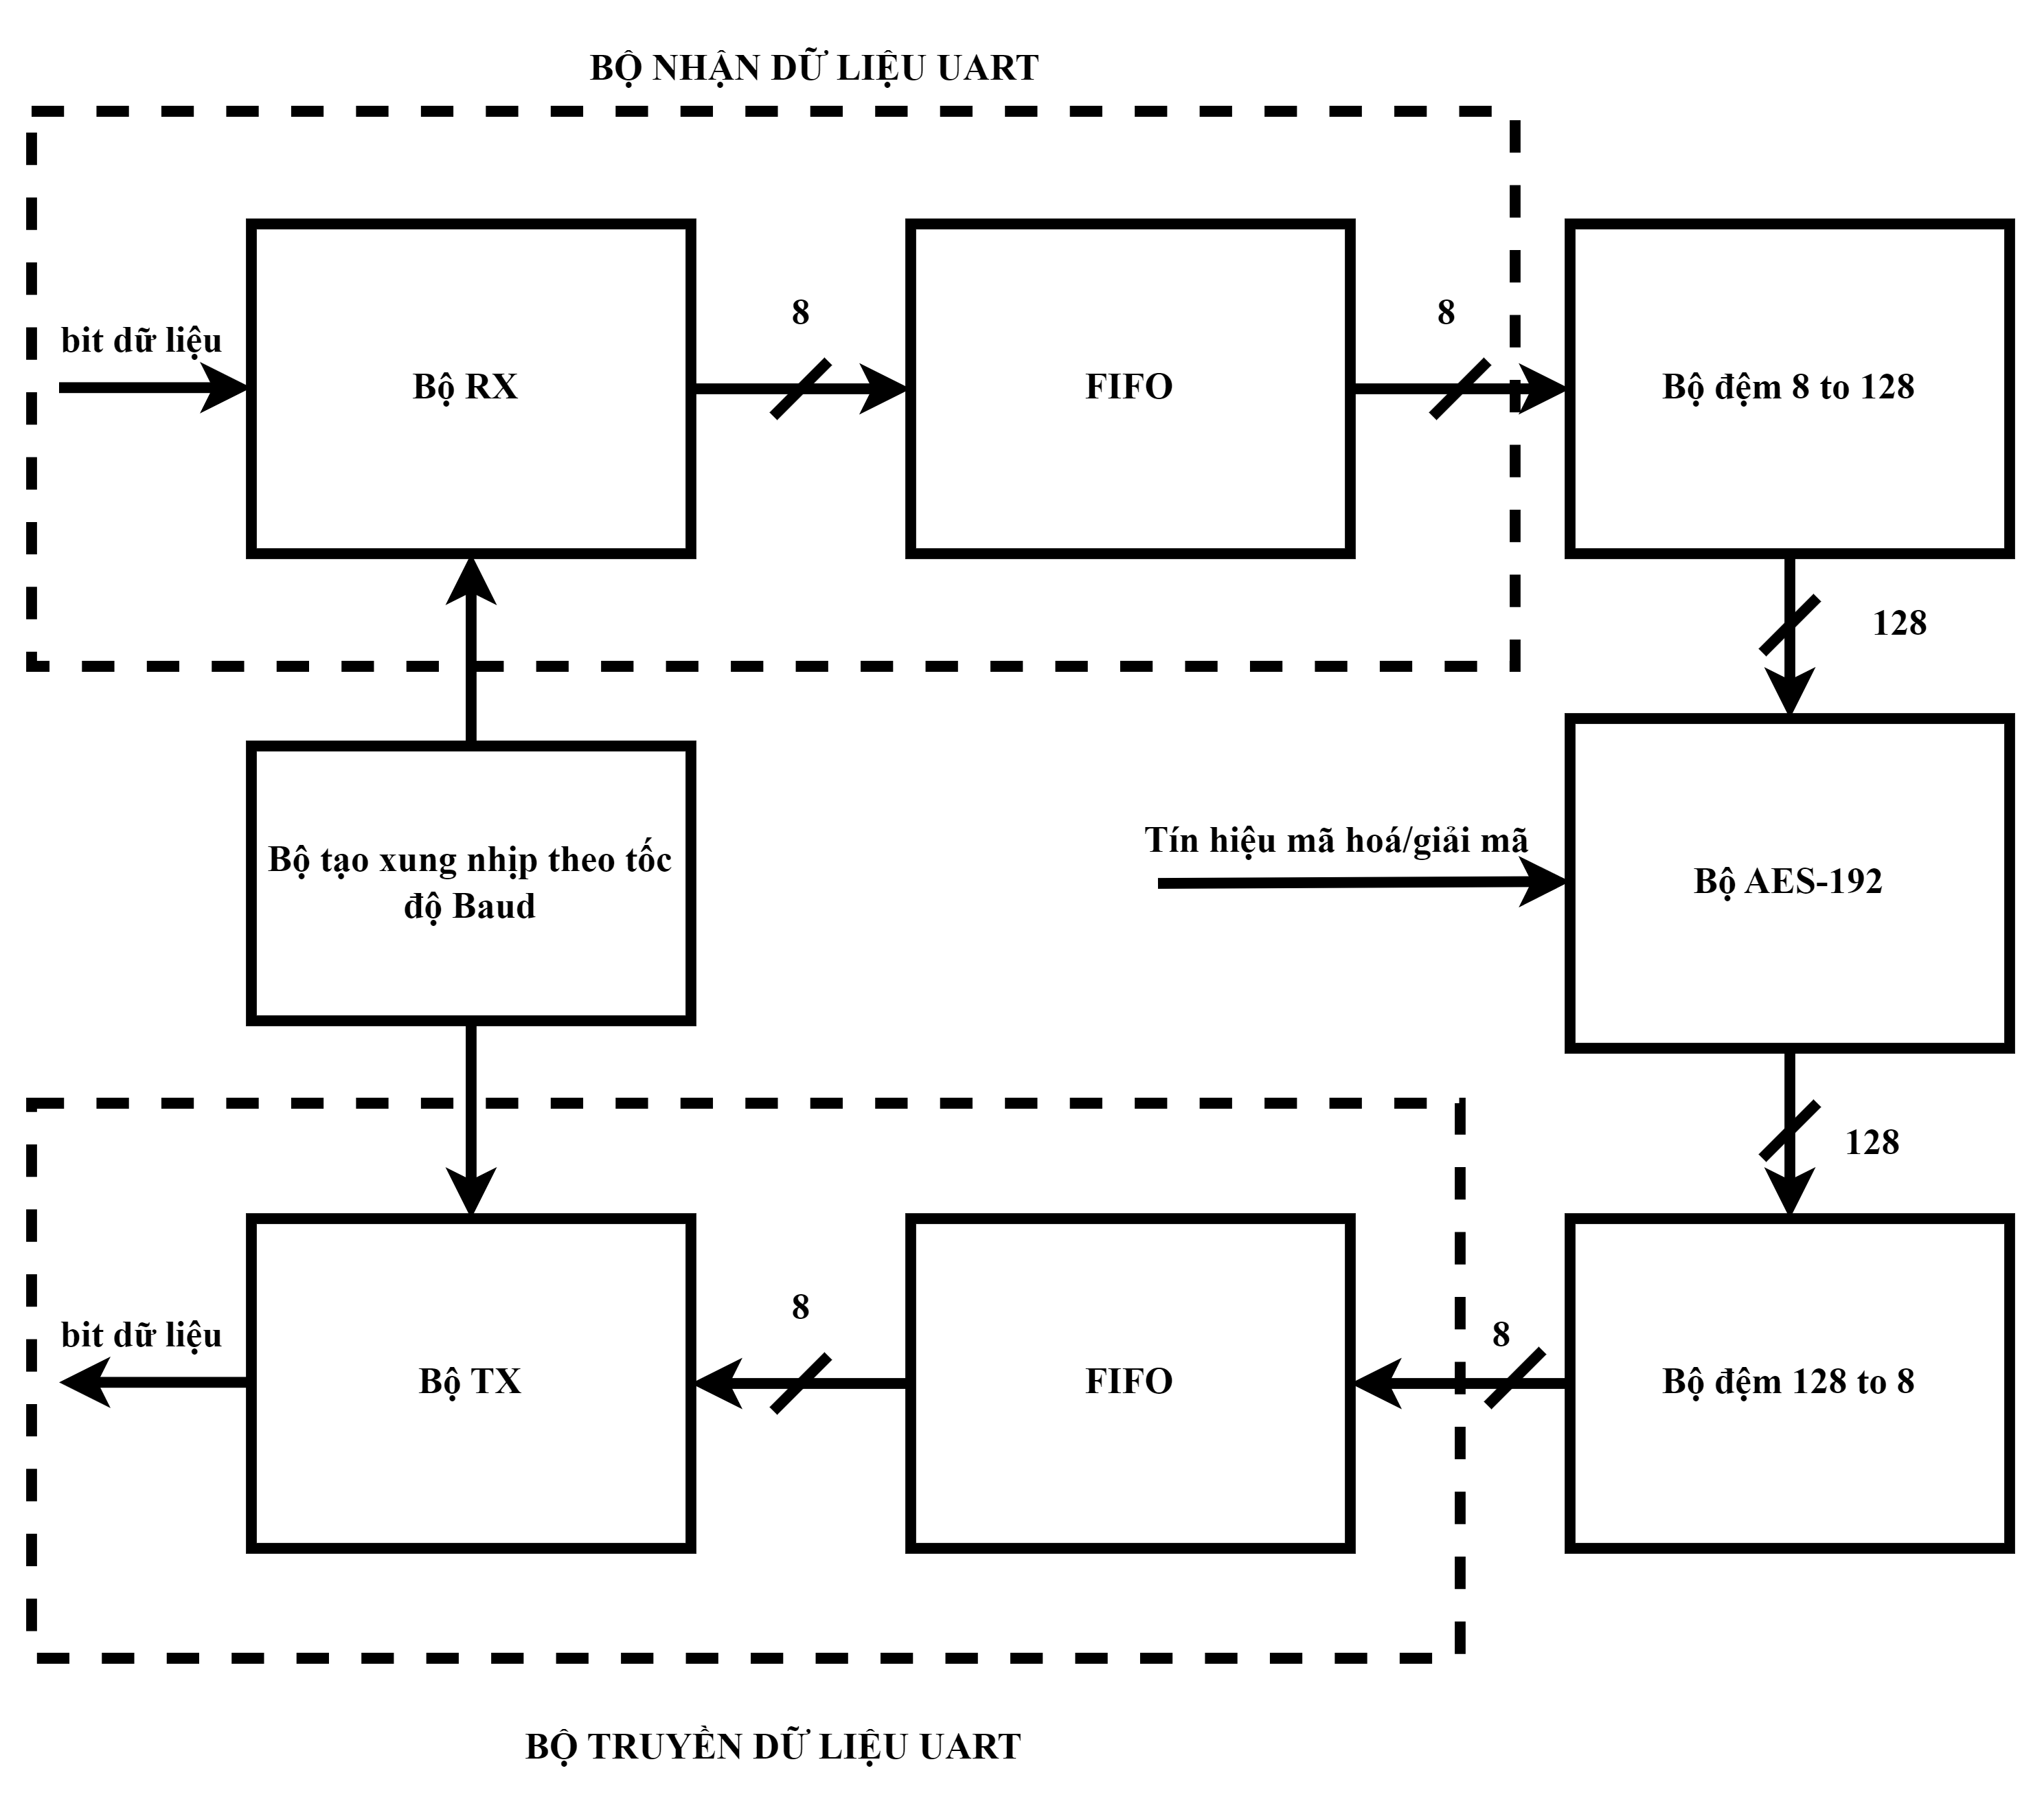 BỘ NHẬN DỮ LIỆU UART
bit dữ liệu
Bộ RX
8
FIFO
8
Bộ đệm 8 to 128
128
Bộ tạo xung nhịp theo tốc
độ Baud
Tín hiệu mã hoá/giải mã
Bộ AES-192
128
bit dữ liệu
Bộ TX
8
FIFO
8
Bộ đệm 128 to 8
BỘ TRUYỀN DỮ LIỆU UART